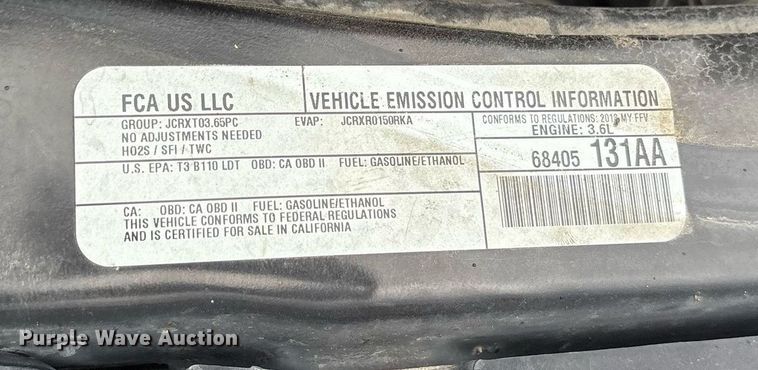 FCA US LLC
VEHICLE EMISSION CONTROL INFORMATION
GROUP: JCRXT03.65PC EVAP: JCRXR0150RKA
CONFORMS TO REGULATIONS: 2018 MY FFV
NO ADJUSTMENTS NEEDED
ENGINE: 3.6L
HO2S / SFI / TWC
U.S. EPA: T3 B110 LDT OBD: CA OBD II FUEL: GASOLINE/ETHANOL
68405 131AA
CA: OBD: CA OBD II FUEL: GASOLINE/ETHANOL
THIS VEHICLE CONFORMS TO FEDERAL REGULATIONS
AND IS CERTIFIED FOR SALE IN CALIFORNIA
Purple Wave Auction